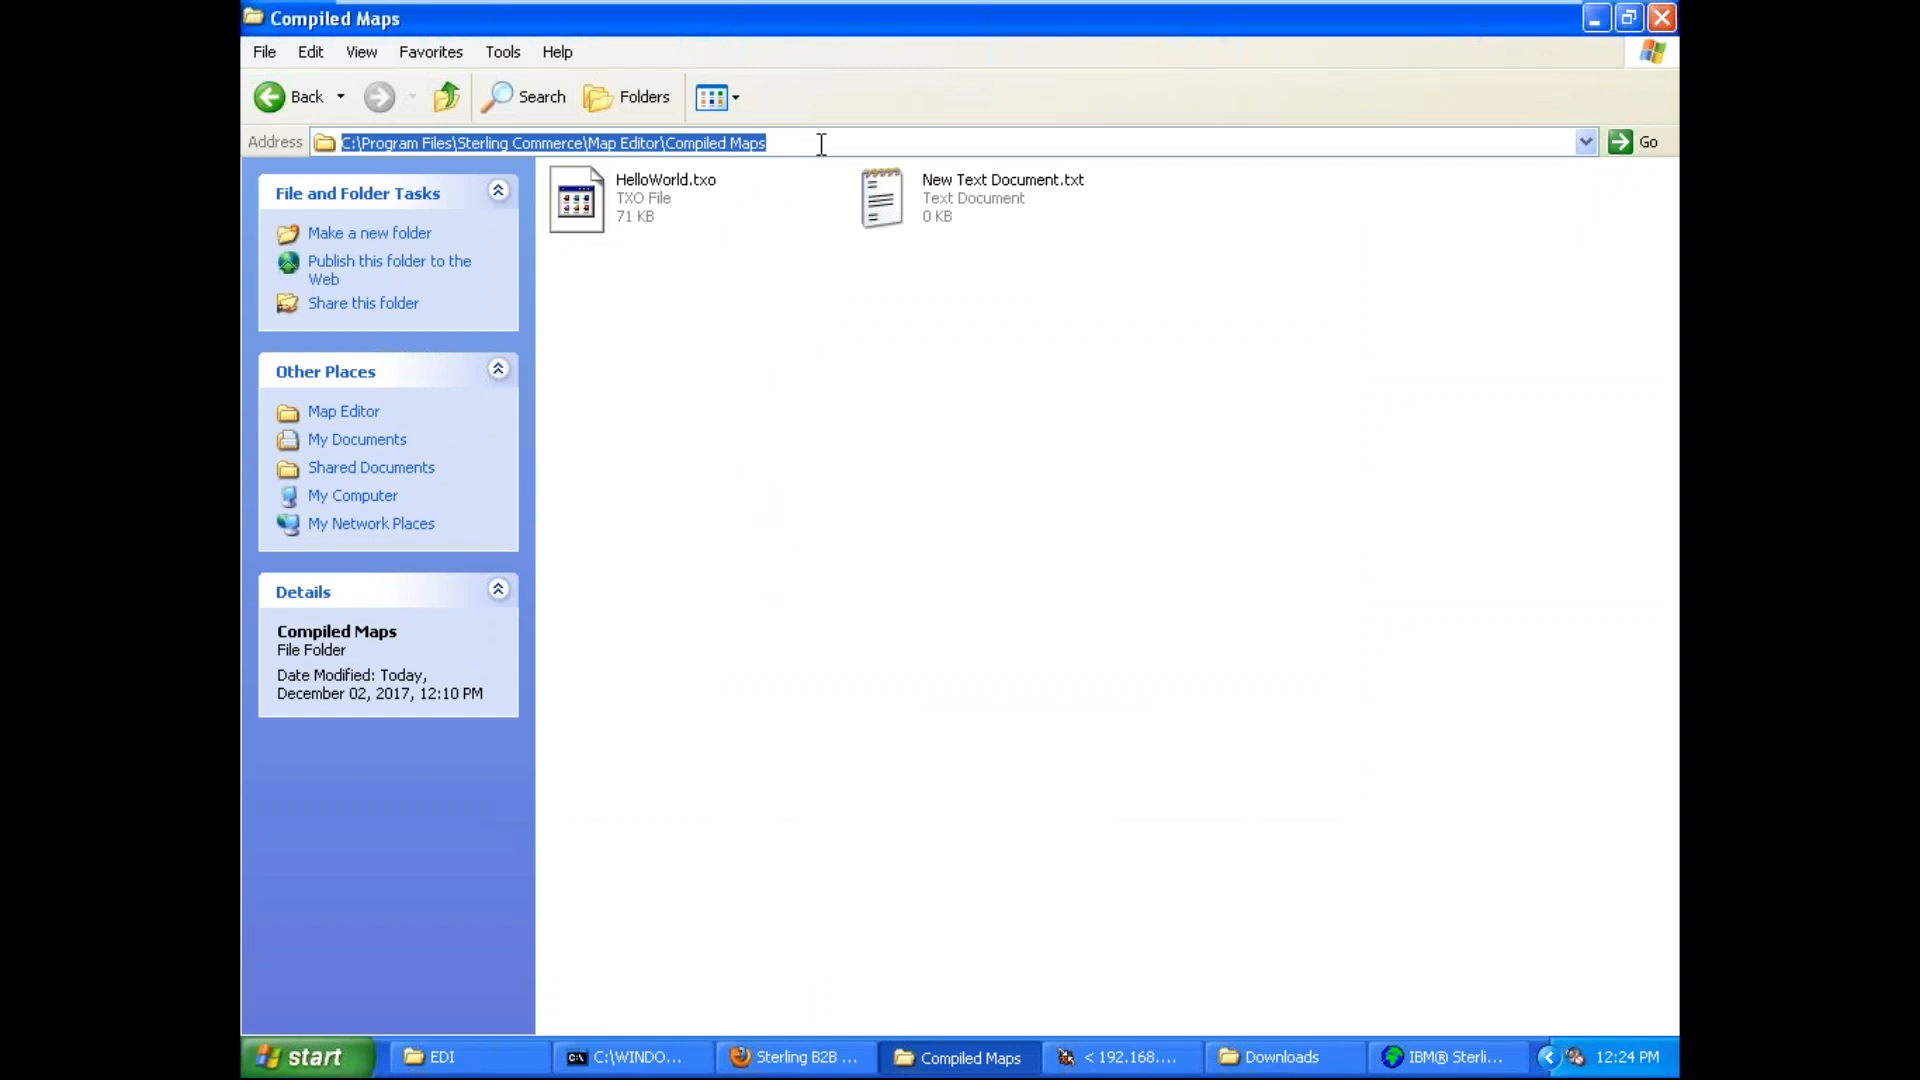 Compiled Maps
File Edit View Favorites Tools Help
Back Search Folders
Address C:\Program Files\Sterling Commerce\Map Editor\Compiled Maps Go
File and Folder Tasks
Make a new folder
Publish this folder to the
Web
Share this folder
Other Places
Map Editor
My Documents
Shared Documents
My Computer
My Network Places
Details
Compiled Maps
File Folder
Date Modified: Today,
December 02, 2017, 12:10 PM
HelloWorld.txo
TXO File
71 KB
New Text Document.txt
Text Document
0 KB
start EDI C:\WINDO... Sterling B2B ... Compiled Maps < 192.168.... Downloads IBM® Sterli... 12:24 PM